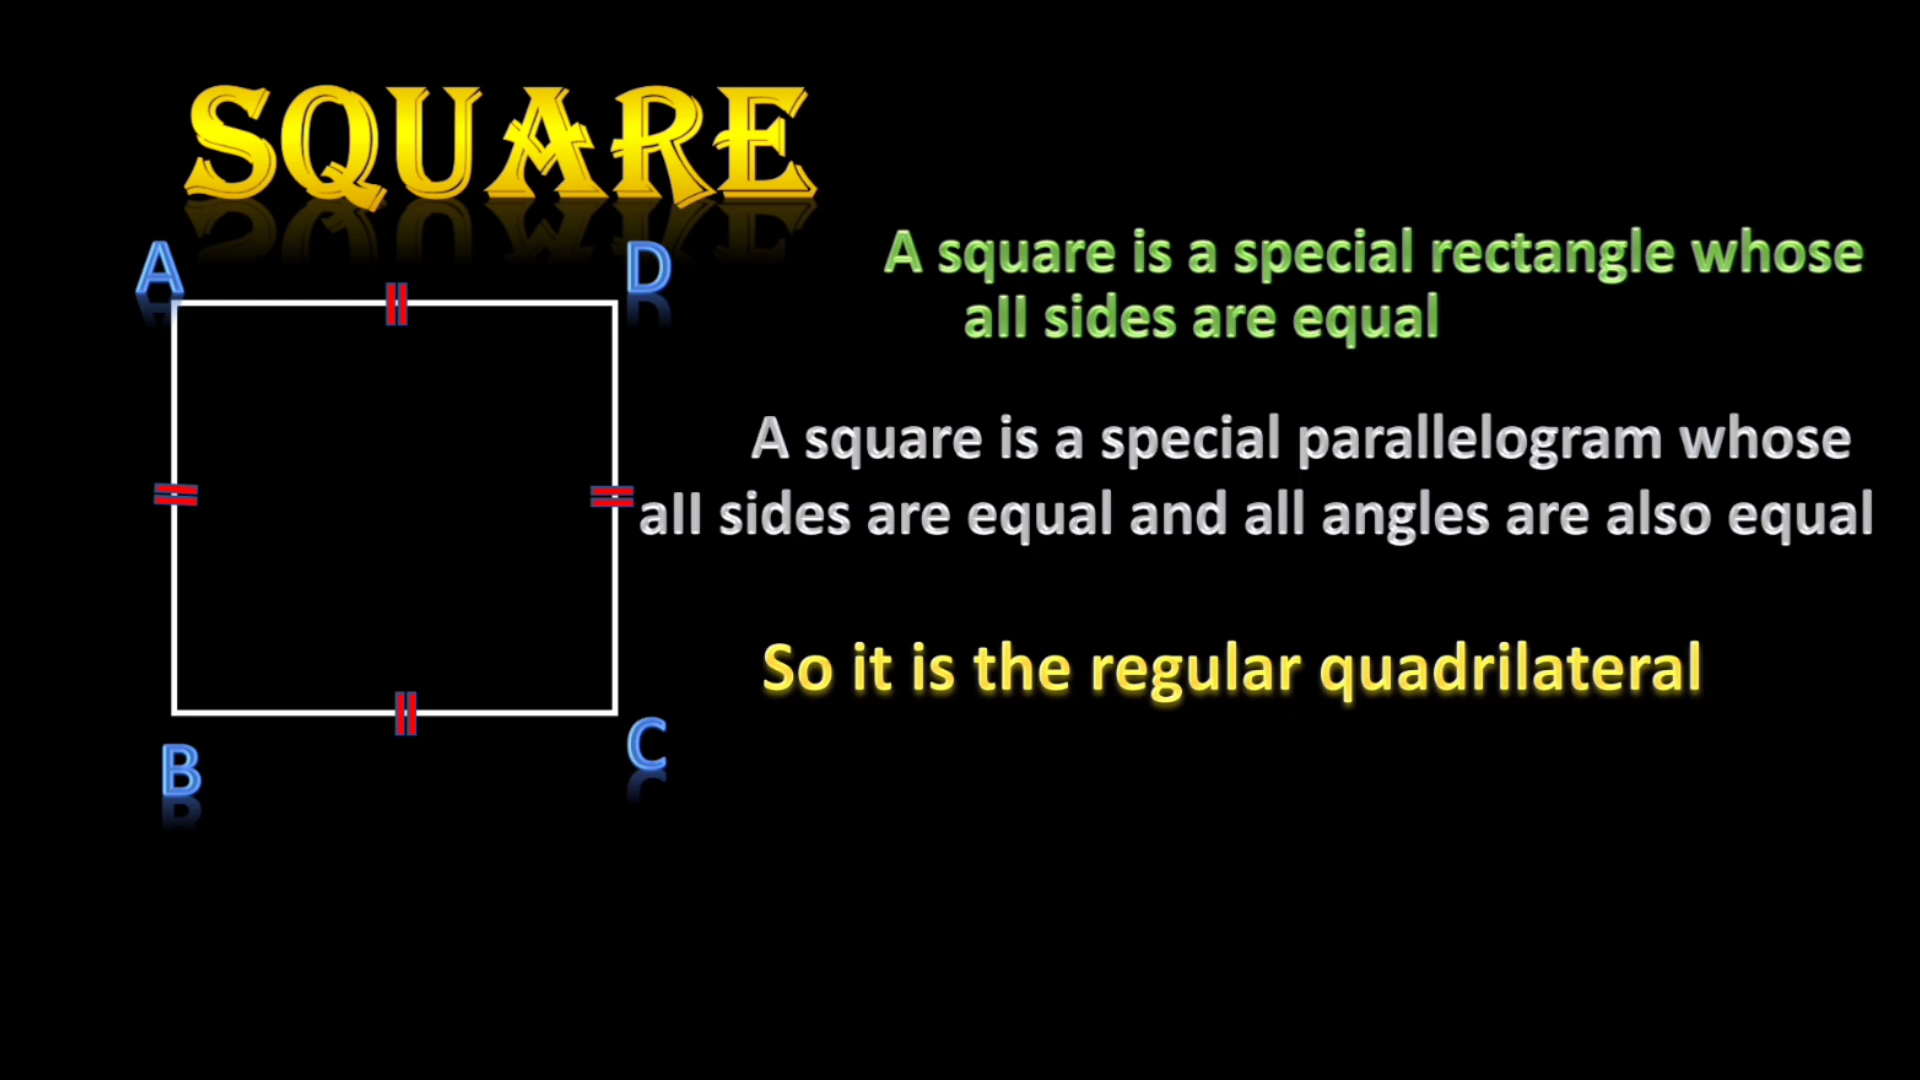 SQUARE
A
D
A square is a special rectangle whose
all sides are equal
A square is a special parallelogram whose
all sides are equal and all angles are also equal
So it is the regular quadrilateral
B
C